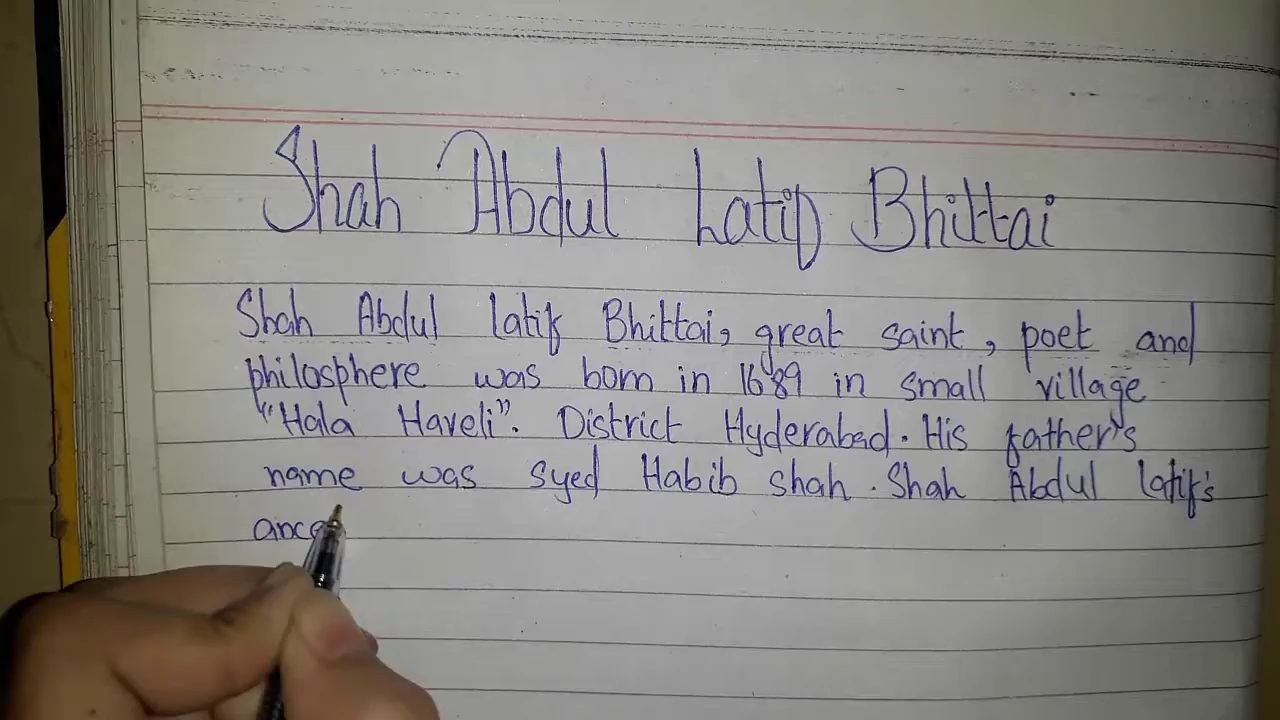 Shah Abdul Latif Bhittai
Shah Abdul latif Bhittai, great saint, poet and
philosphere was born in 1689 in small village
"Hala Haveli". District Hyderabad. His father's
name was syed Habib shah. Shah Abdul latif's
ance